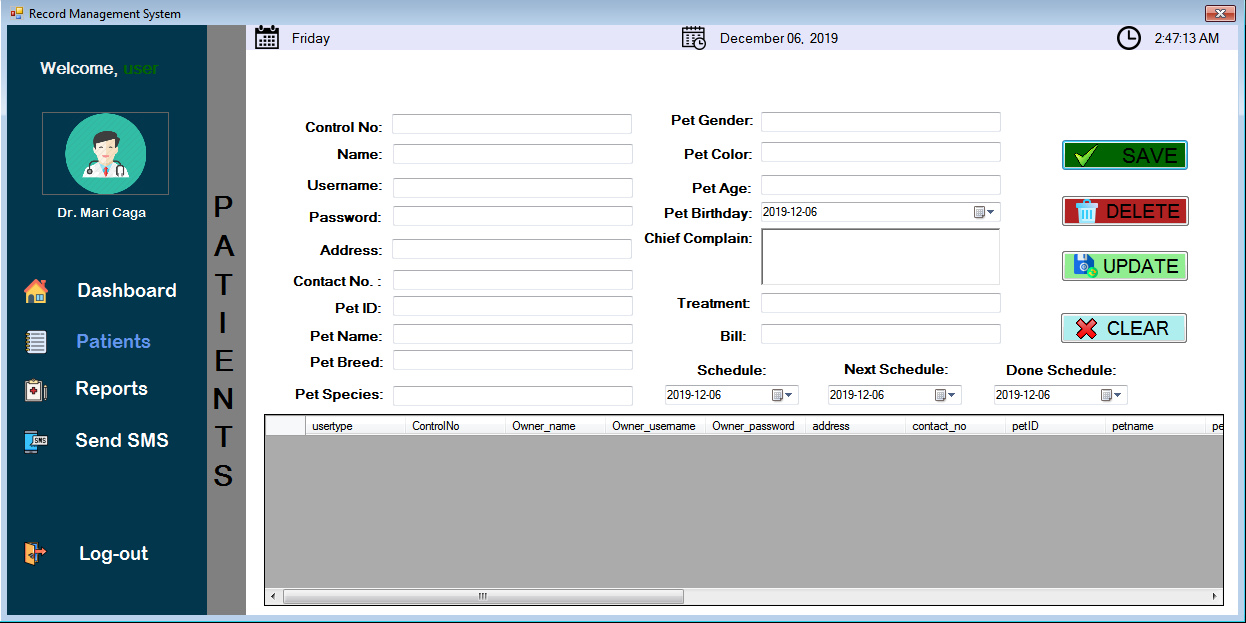 Record Management System
Friday
December 06, 2019
2:47:13 AM
Welcome, user
Dr. Mari Caga
Dashboard
Patients
Reports
Send SMS
SMS
Log-out
PATIENTS
Control No:
Name:
Username:
Password:
Address:
Contact No. :
Pet ID:
Pet Name:
Pet Breed:
Pet Species:
Pet Gender:
Pet Color:
Pet Age:
Pet Birthday: 2019-12-06
Chief Complain:
Treatment:
Bill:
Schedule: Next Schedule: Done Schedule:
2019-12-06 2019-12-06 2019-12-06
SAVE
DELETE
UPDATE
CLEAR
usertype ControlNo Owner_name Owner_username Owner_password address contact_no petID petname pe